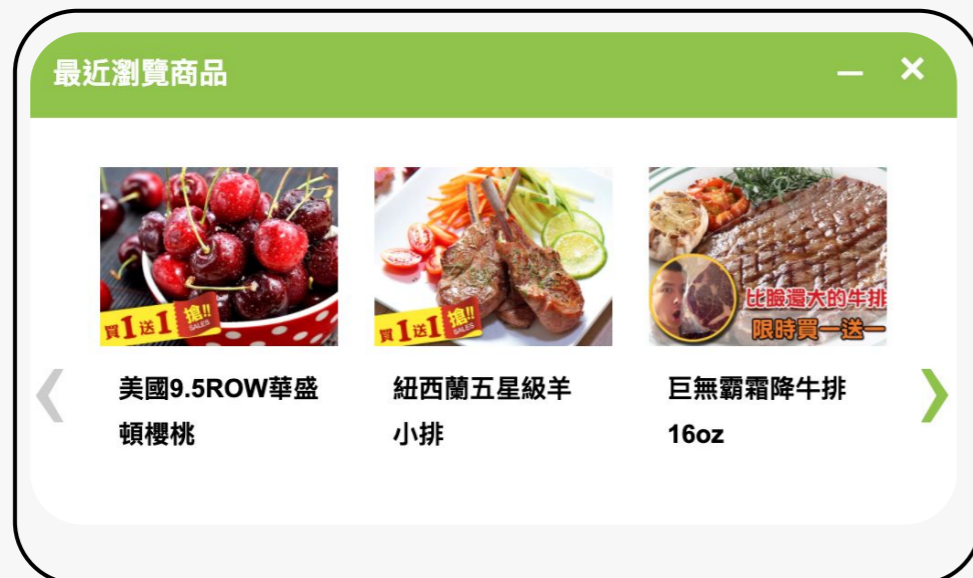 最近瀏覽商品
買1送1 搶!!
SALES
買1送1 搶!!
SALES
比臉還大的牛排
限時買一送一
美國9.5ROW華盛
頓櫻桃
紐西蘭五星級羊
小排
巨無霸霜降牛排
16oz